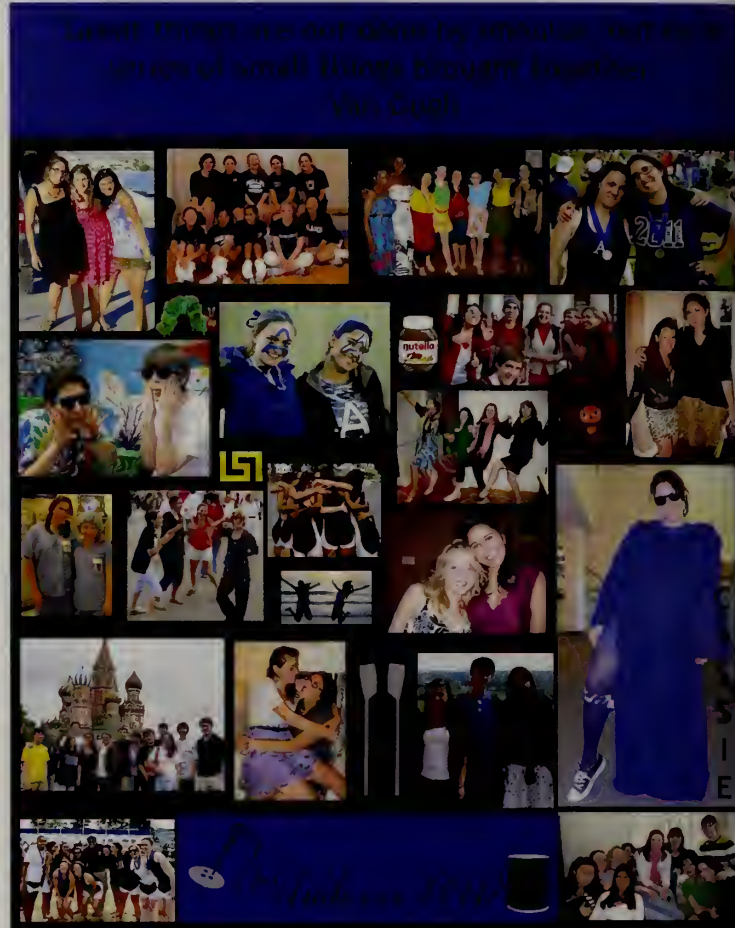 Great things are not done by impulse, but by a
series of small things brought together.
Van Gogh
A
2011
nutella
A
CASSIE